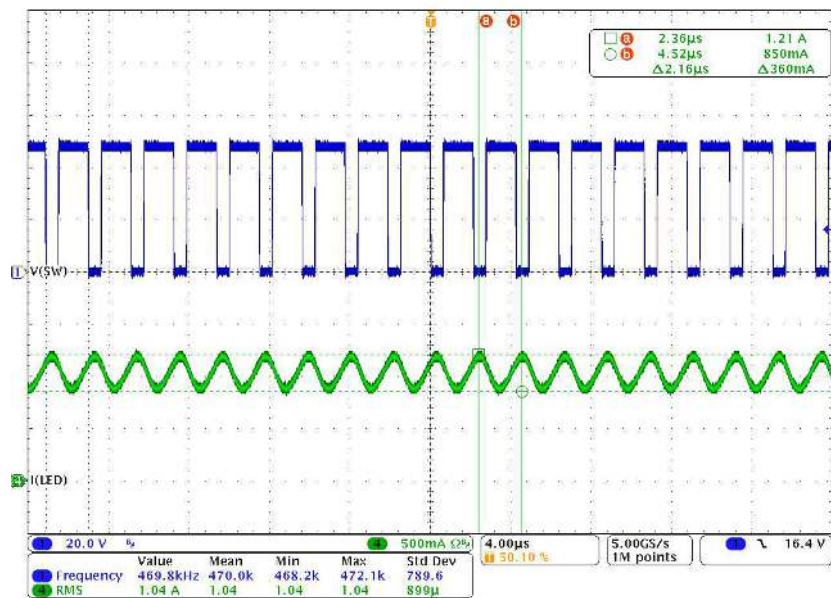 T a b
a 2.36µs 1.21 A
b 4.52µs 850mA
Δ2.16µs Δ360mA
1 V(SW)
4 I(LED)
1 20.0 V 4 500mA Ω 4.00µs 5.00GS/s 1 16.4 V
T 50.10 % 1M points
Value Mean Min Max Std Dev
1 Frequency 469.8kHz 470.0k 468.2k 472.1k 789.6
4 RMS 1.04 A 1.04 1.04 1.04 899µ